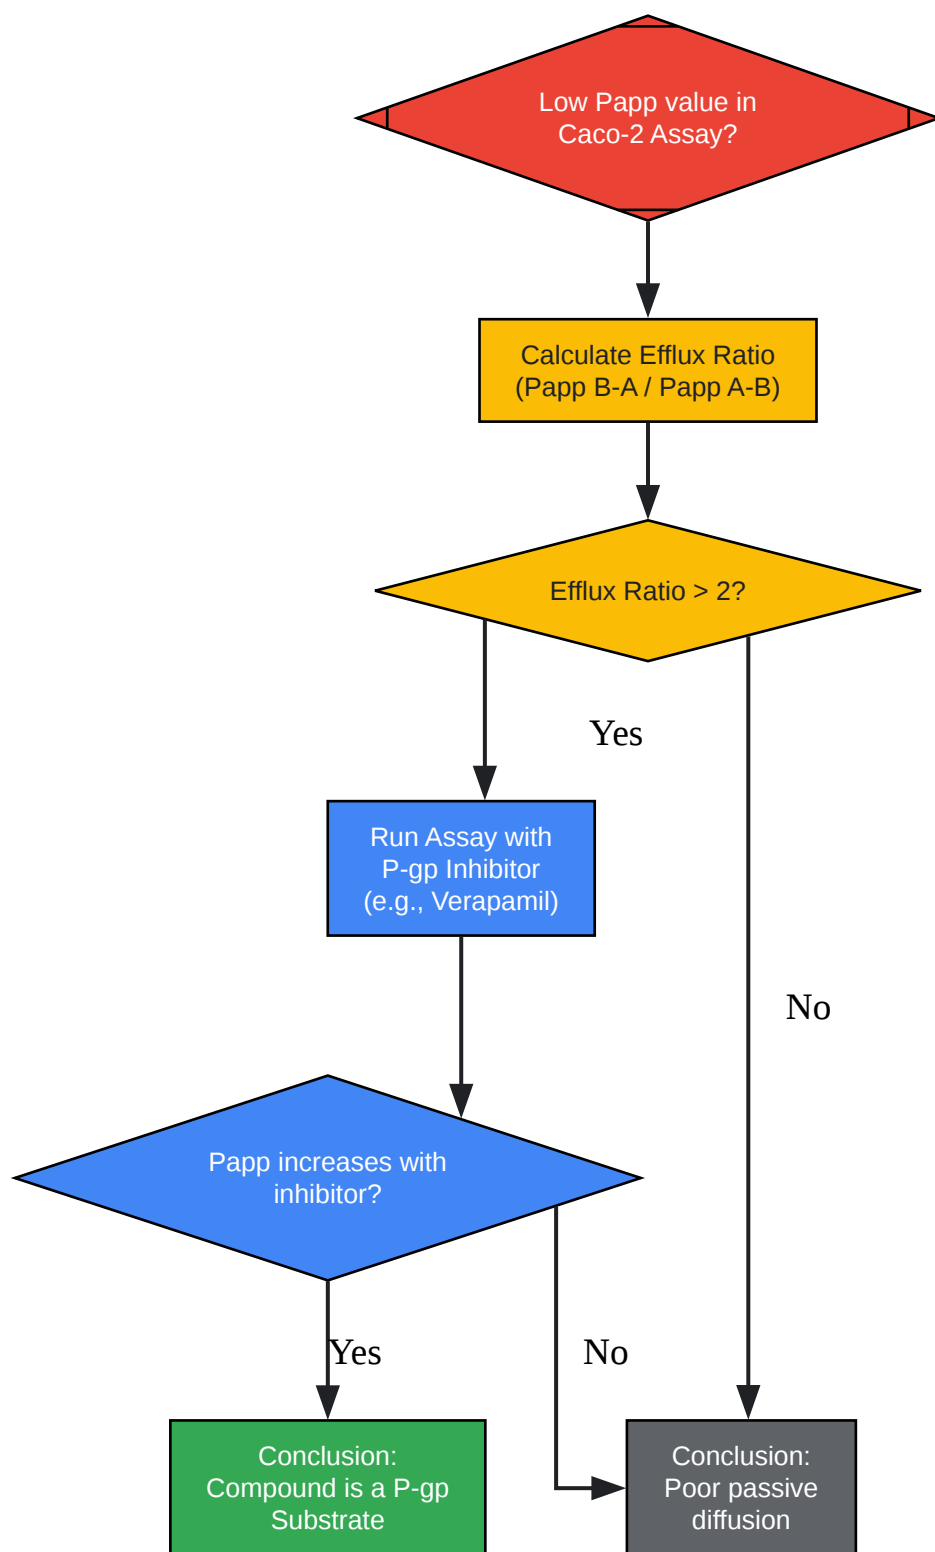 Low Papp value in
Caco-2 Assay?
Calculate Efflux Ratio
(Papp B-A / Papp A-B)
Efflux Ratio > 2?
Yes
Run Assay with
P-gp Inhibitor
(e.g., Verapamil)
No
Papp increases with
inhibitor?
Yes
No
Conclusion:
Compound is a P-gp
Substrate
Conclusion:
Poor passive
diffusion